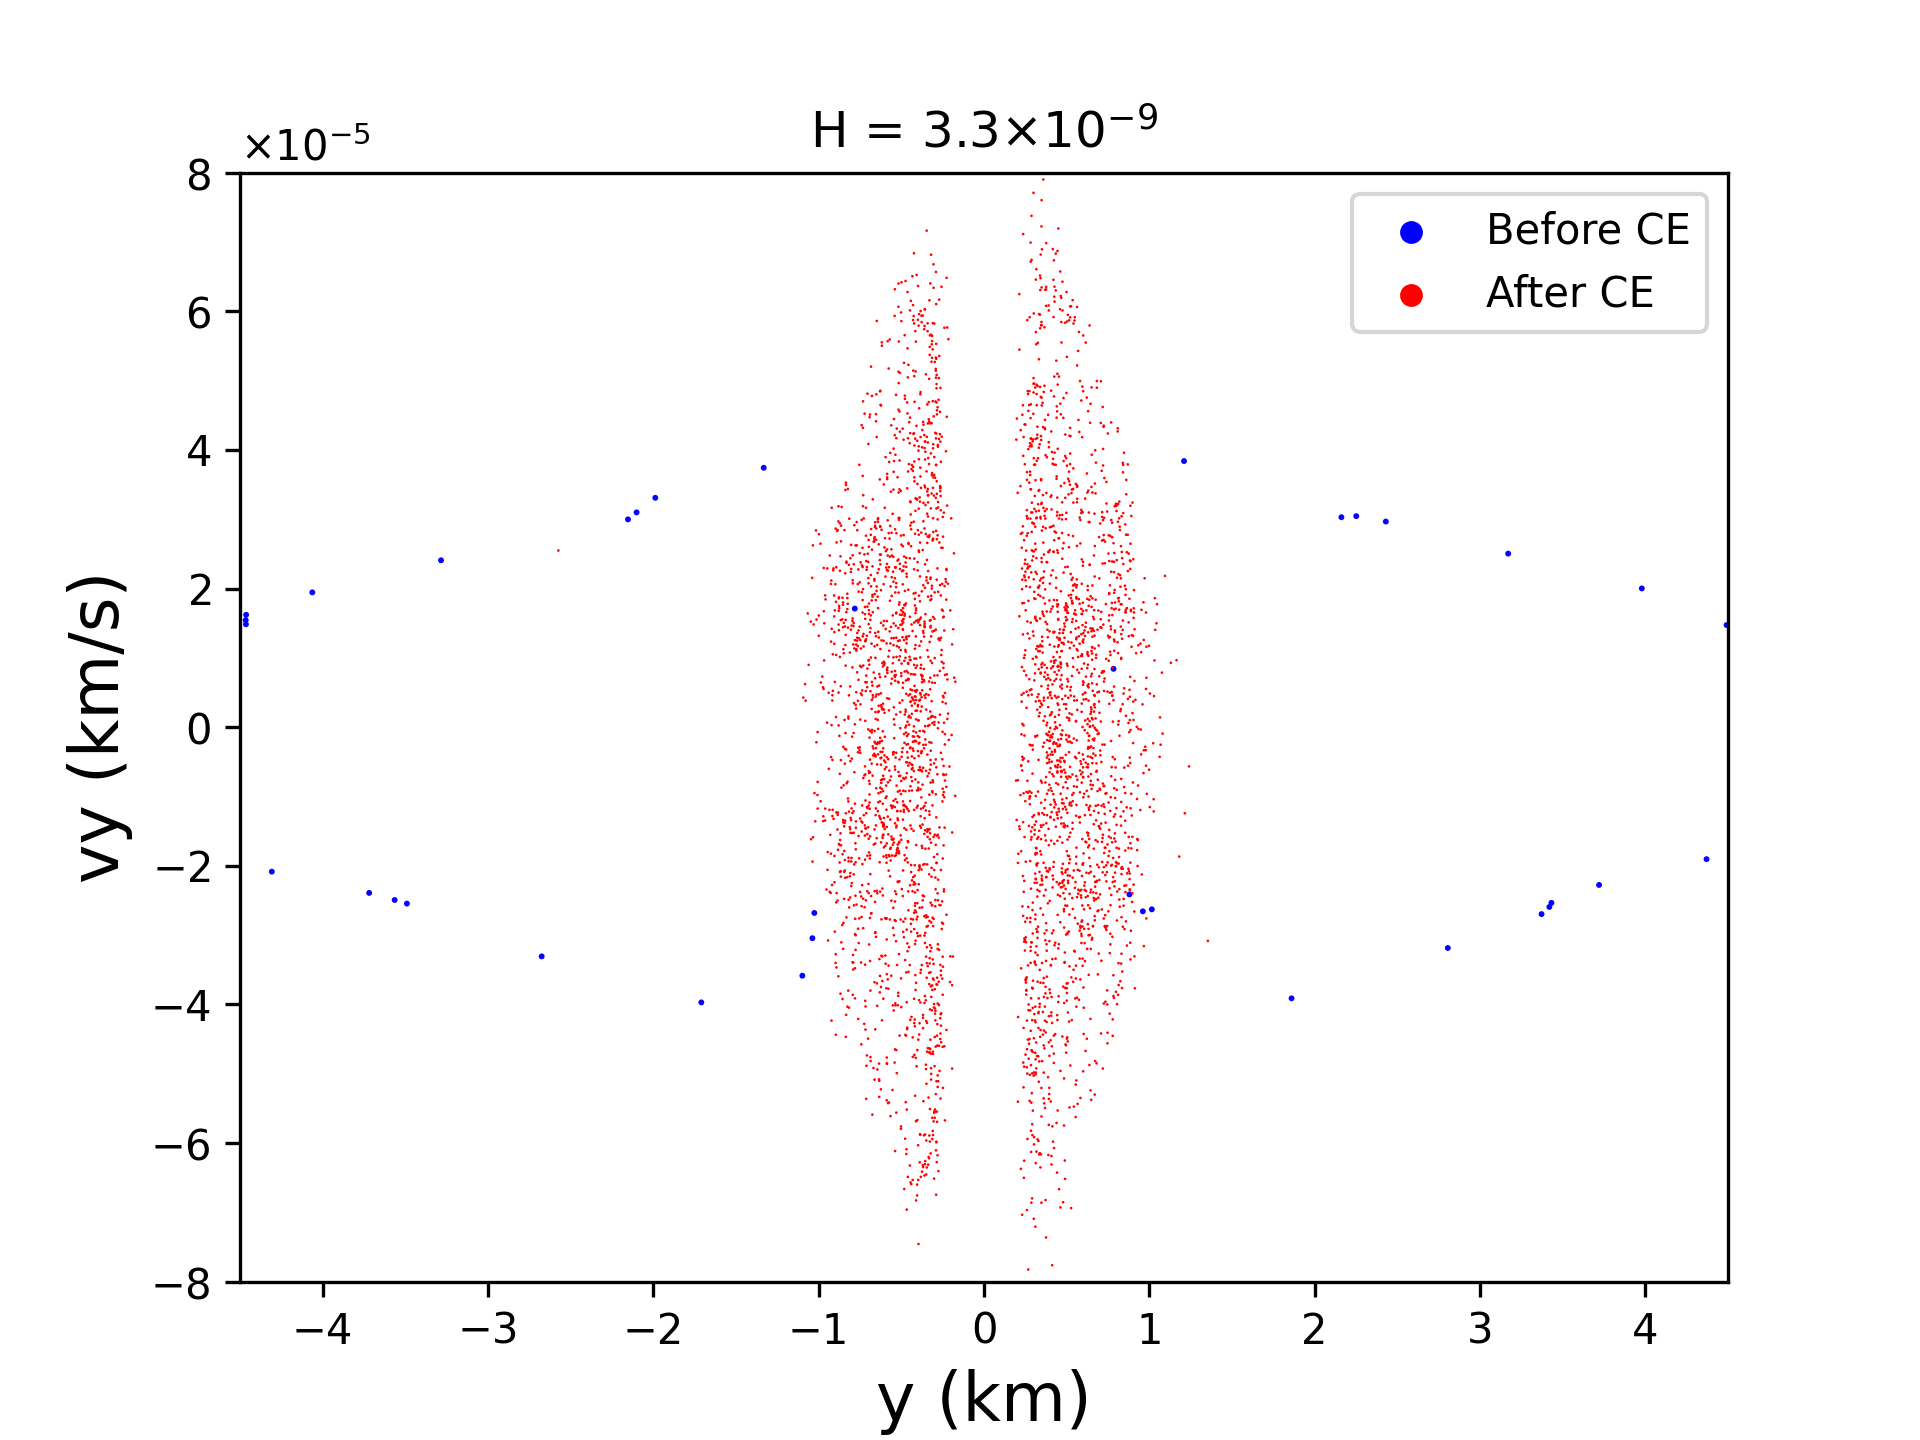 H = 3.3×10⁻⁹
×10⁻⁵
Before CE
After CE
8
6
4
2
0
−2
−4
−6
−8
vy (km/s)
−4 −3 −2 −1 0 1 2 3 4
y (km)